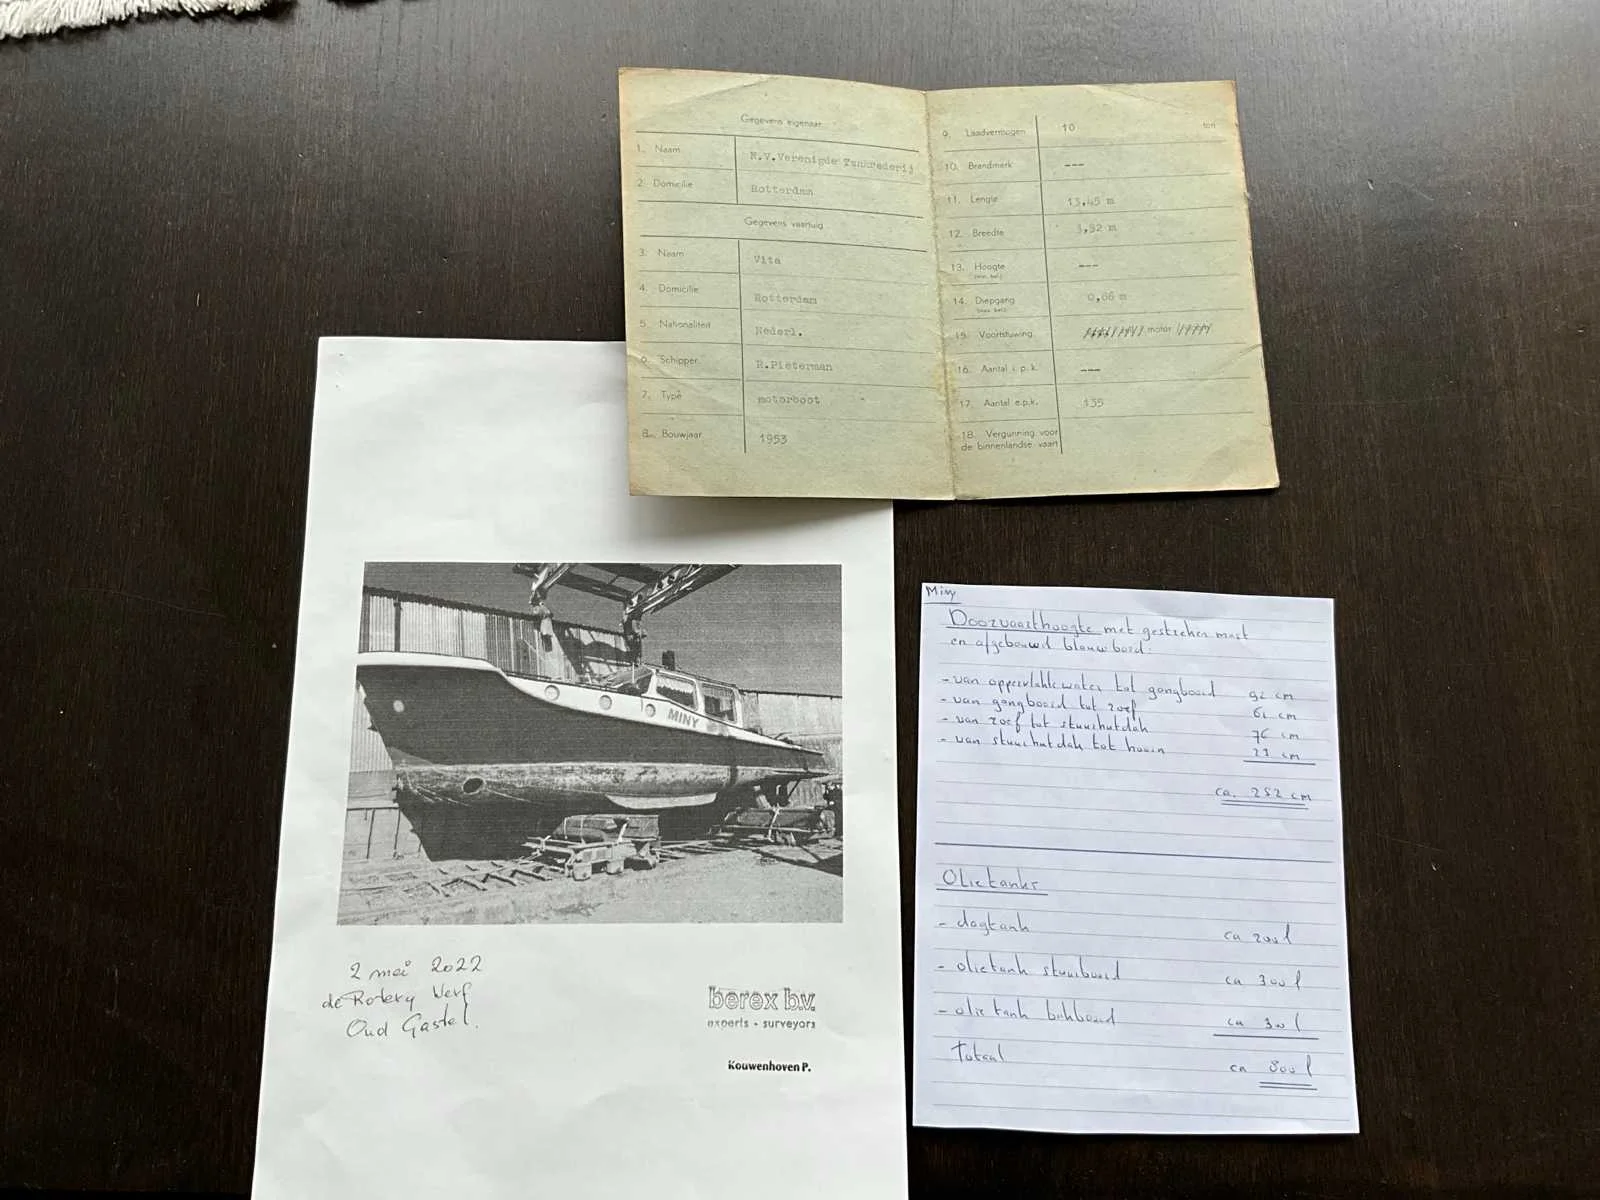 Gegevens eigenaar
1. Naam N.V.Verenigde Tankrederij
2. Domicilie Rotterdam
Gegevens vaartuig
3. Naam Vita
4. Domicilie Rotterdam
5. Nationaliteit Nederl.
6. Schipper R.Pieterman
7. Type motorboot
8. Bouwjaar 1953
9. Laadvermogen 10 ton
10. Brandmerk ---
11. Lengte 13,45 m
12. Breedte 3,92 m
13. Hoogte ---
14. Diepgang 0,66 m
15. Voortstuwing motor
16. Aantal i.p.k. ---
17. Aantal e.p.k. 135
18. Vergunning voor
de binnenlandse vaart
MINY
2 mei 2022
de Rotery Werf
Oud Gastel.
berex b.v.
experts - surveyors
Kouwenhoven P.
Miny
Doorvaarthoogte met gestreken mast
en afgebouwd blauwbord:
- van oppervlaktewater tot gangboord 92 cm
- van gangboord tot roef 61 cm
- van roef tot stuurhutdak 76 cm
- van stuurhutdak tot hoorn 23 cm
ca. 252 cm
Olietanks
- dagtank ca 200 l
- olietank stuurboord ca 300 l
- olietank bakboord ca 300 l
Totaal ca 800 l